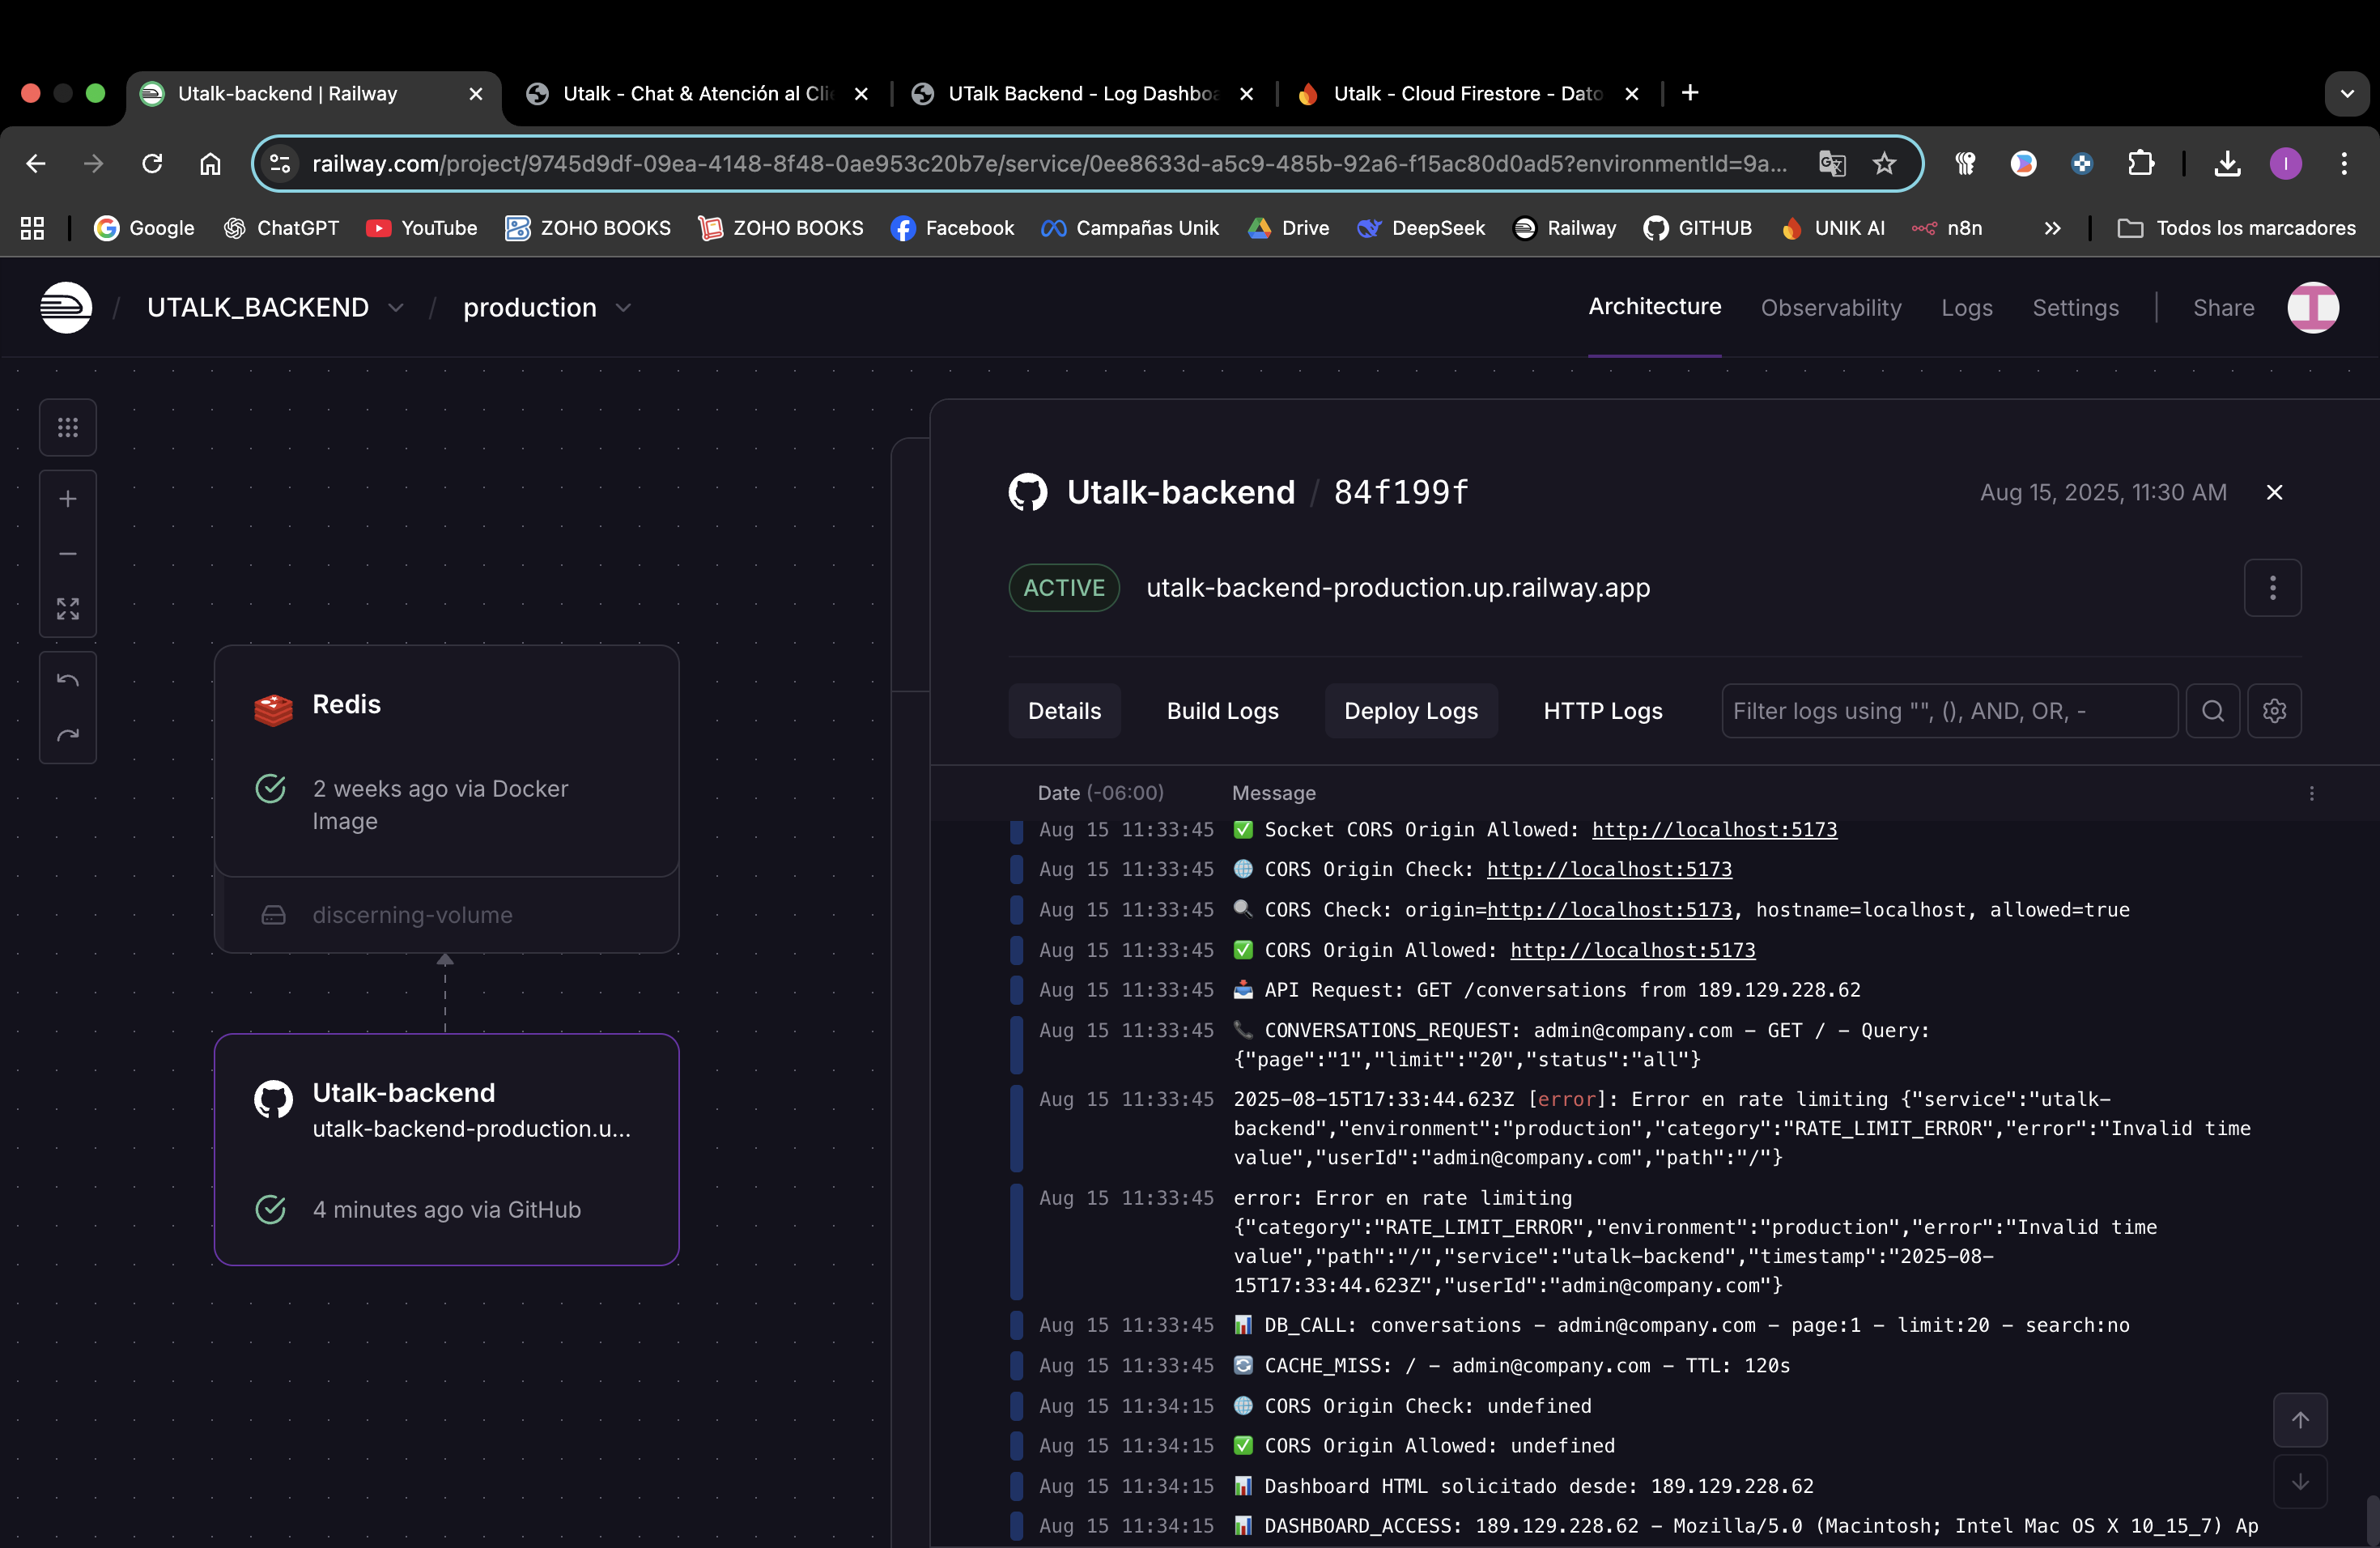 Utalk-backend | Railway
Utalk - Chat & Atención al Cli
UTalk Backend - Log Dashboa
Utalk - Cloud Firestore - Dato
railway.com/project/9745d9df-09ea-4148-8f48-0ae953c20b7e/service/0ee8633d-a5c9-485b-92a6-f15ac80d0ad5?environmentId=9a...
I
Google
ChatGPT
YouTube
ZOHO BOOKS
ZOHO BOOKS
Facebook
Campañas Unik
Drive
DeepSeek
Railway
GITHUB
UNIK AI
n8n
Todos los marcadores
/ UTALK_BACKEND / production
Architecture
Observability
Logs
Settings
Share
Redis
2 weeks ago via Docker
Image
discerning-volume
Utalk-backend
utalk-backend-production.u...
4 minutes ago via GitHub
Utalk-backend / 84f199f
Aug 15, 2025, 11:30 AM
ACTIVE
utalk-backend-production.up.railway.app
Details
Build Logs
Deploy Logs
HTTP Logs
Filter logs using "", (), AND, OR, -
Date (-06:00) Message
Aug 15 11:33:45 ✅ Socket CORS Origin Allowed: http://localhost:5173
Aug 15 11:33:45 🌐 CORS Origin Check: http://localhost:5173
Aug 15 11:33:45 🔍 CORS Check: origin=http://localhost:5173, hostname=localhost, allowed=true
Aug 15 11:33:45 ✅ CORS Origin Allowed: http://localhost:5173
Aug 15 11:33:45 📥 API Request: GET /conversations from 189.129.228.62
Aug 15 11:33:45 📞 CONVERSATIONS_REQUEST: admin@company.com - GET / - Query:
{"page":"1","limit":"20","status":"all"}
Aug 15 11:33:45 2025-08-15T17:33:44.623Z [error]: Error en rate limiting {"service":"utalk-
backend","environment":"production","category":"RATE_LIMIT_ERROR","error":"Invalid time
value","userId":"admin@company.com","path":"/"}
Aug 15 11:33:45 error: Error en rate limiting
{"category":"RATE_LIMIT_ERROR","environment":"production","error":"Invalid time
value","path":"/","service":"utalk-backend","timestamp":"2025-08-
15T17:33:44.623Z","userId":"admin@company.com"}
Aug 15 11:33:45 📊 DB_CALL: conversations - admin@company.com - page:1 - limit:20 - search:no
Aug 15 11:33:45 🔄 CACHE_MISS: / - admin@company.com - TTL: 120s
Aug 15 11:34:15 🌐 CORS Origin Check: undefined
Aug 15 11:34:15 ✅ CORS Origin Allowed: undefined
Aug 15 11:34:15 📊 Dashboard HTML solicitado desde: 189.129.228.62
Aug 15 11:34:15 📊 DASHBOARD_ACCESS: 189.129.228.62 - Mozilla/5.0 (Macintosh; Intel Mac OS X 10_15_7) Ap